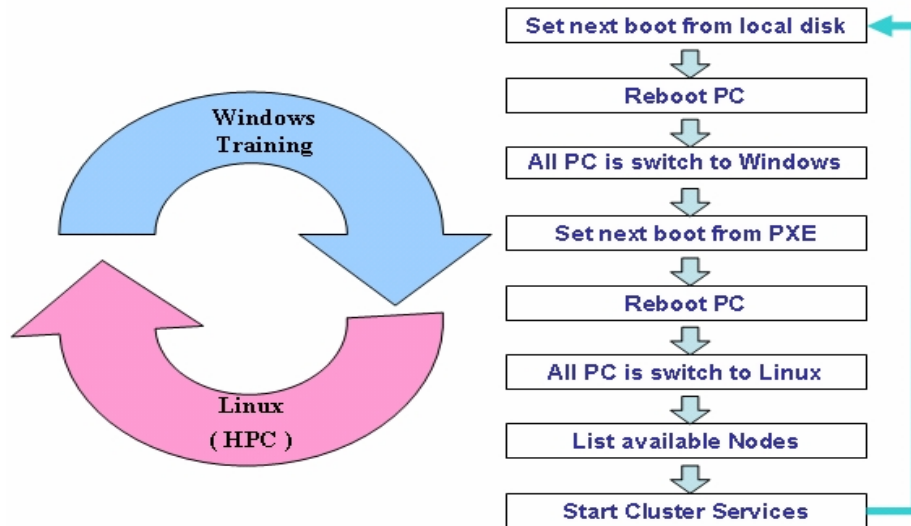 Windows
Training
Linux
( HPC )
Set next boot from local disk
Reboot PC
All PC is switch to Windows
Set next boot from PXE
Reboot PC
All PC is switch to Linux
List available Nodes
Start Cluster Services